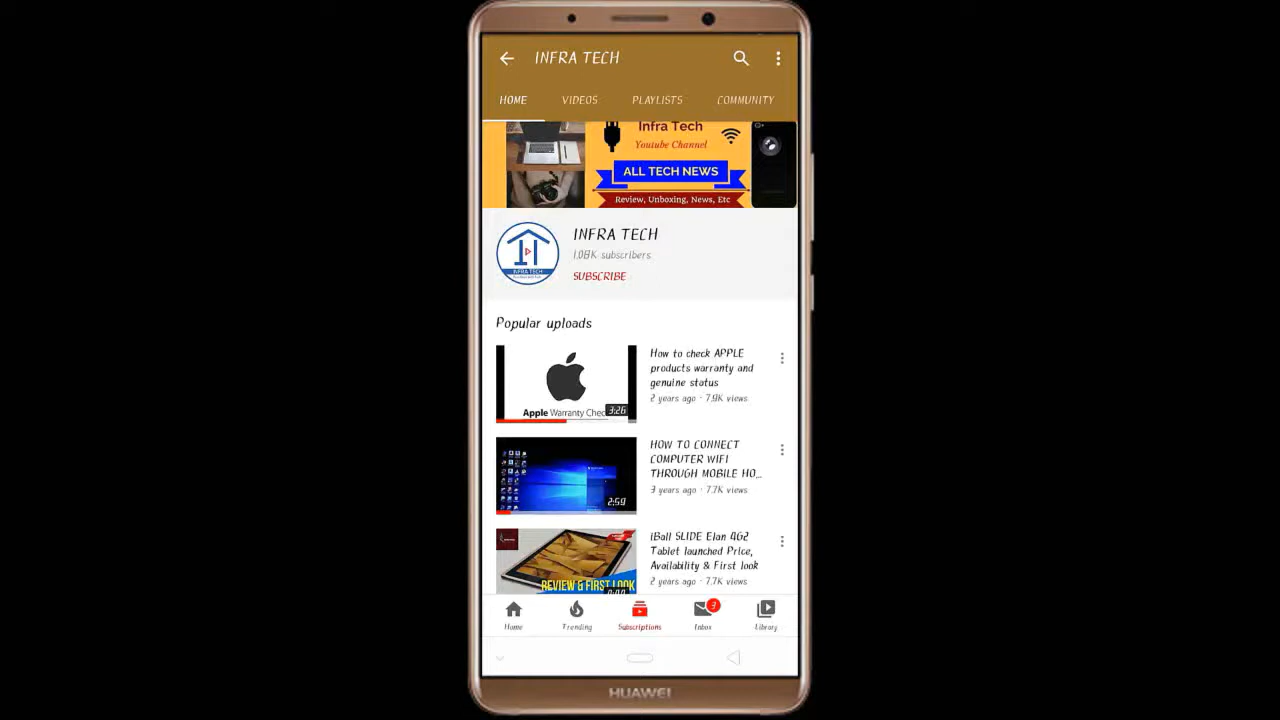 INFRA TECH
HOME VIDEOS PLAYLISTS COMMUNITY
Infra Tech
Youtube Channel
ALL TECH NEWS
Review, Unboxing, News, Etc
INFRA TECH
1.08K subscribers
SUBSCRIBE
INFRA TECH
Popular uploads
How to check APPLE
products warranty and
genuine status
2 years ago · 7.9K views
Apple Warranty Chec
3:26
HOW TO CONNECT
COMPUTER WIFI
THROUGH MOBILE HO...
3 years ago · 7.7K views
2:59
iBall SLIDE Elan 4G2
Tablet launched Price,
Availability & First look
2 years ago · 7.7K views
REVIEW & FIRST LOOK
Home Trending Subscriptions Inbox Library
HUAWEI